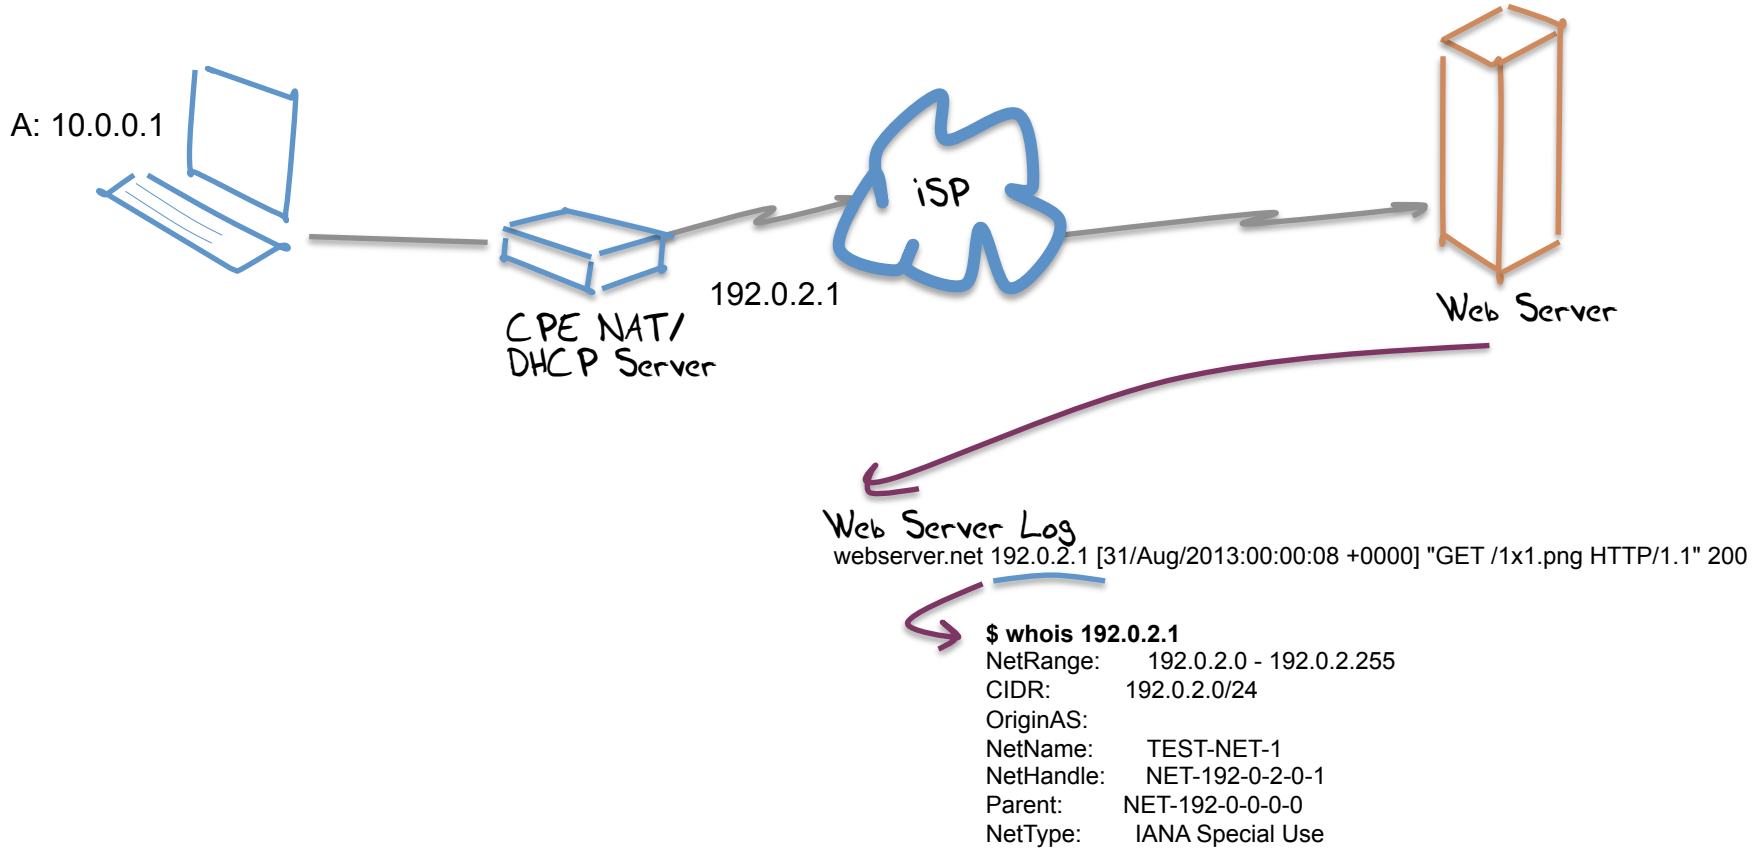 A: 10.0.0.1
iSP
192.0.2.1
CPE NAT/
DHCP Server
Web Server
Web Server Log
webserver.net 192.0.2.1 [31/Aug/2013:00:00:08 +0000] "GET /1x1.png HTTP/1.1" 200
$ whois 192.0.2.1
NetRange: 192.0.2.0 - 192.0.2.255
CIDR: 192.0.2.0/24
OriginAS:
NetName: TEST-NET-1
NetHandle: NET-192-0-2-0-1
Parent: NET-192-0-0-0-0
NetType: IANA Special Use